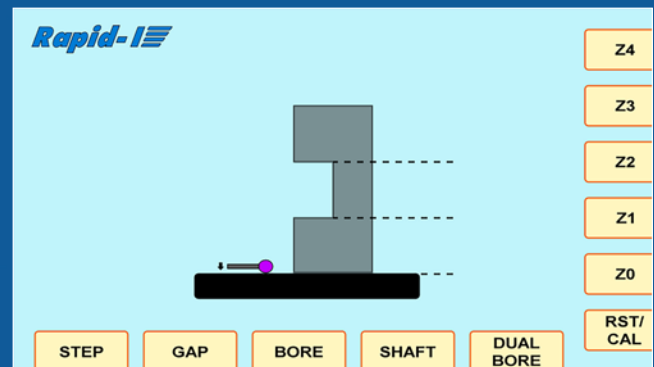 Rapid-I
Z4
Z3
Z2
Z1
Z0
RST/
CAL
STEP
GAP
BORE
SHAFT
DUAL
BORE